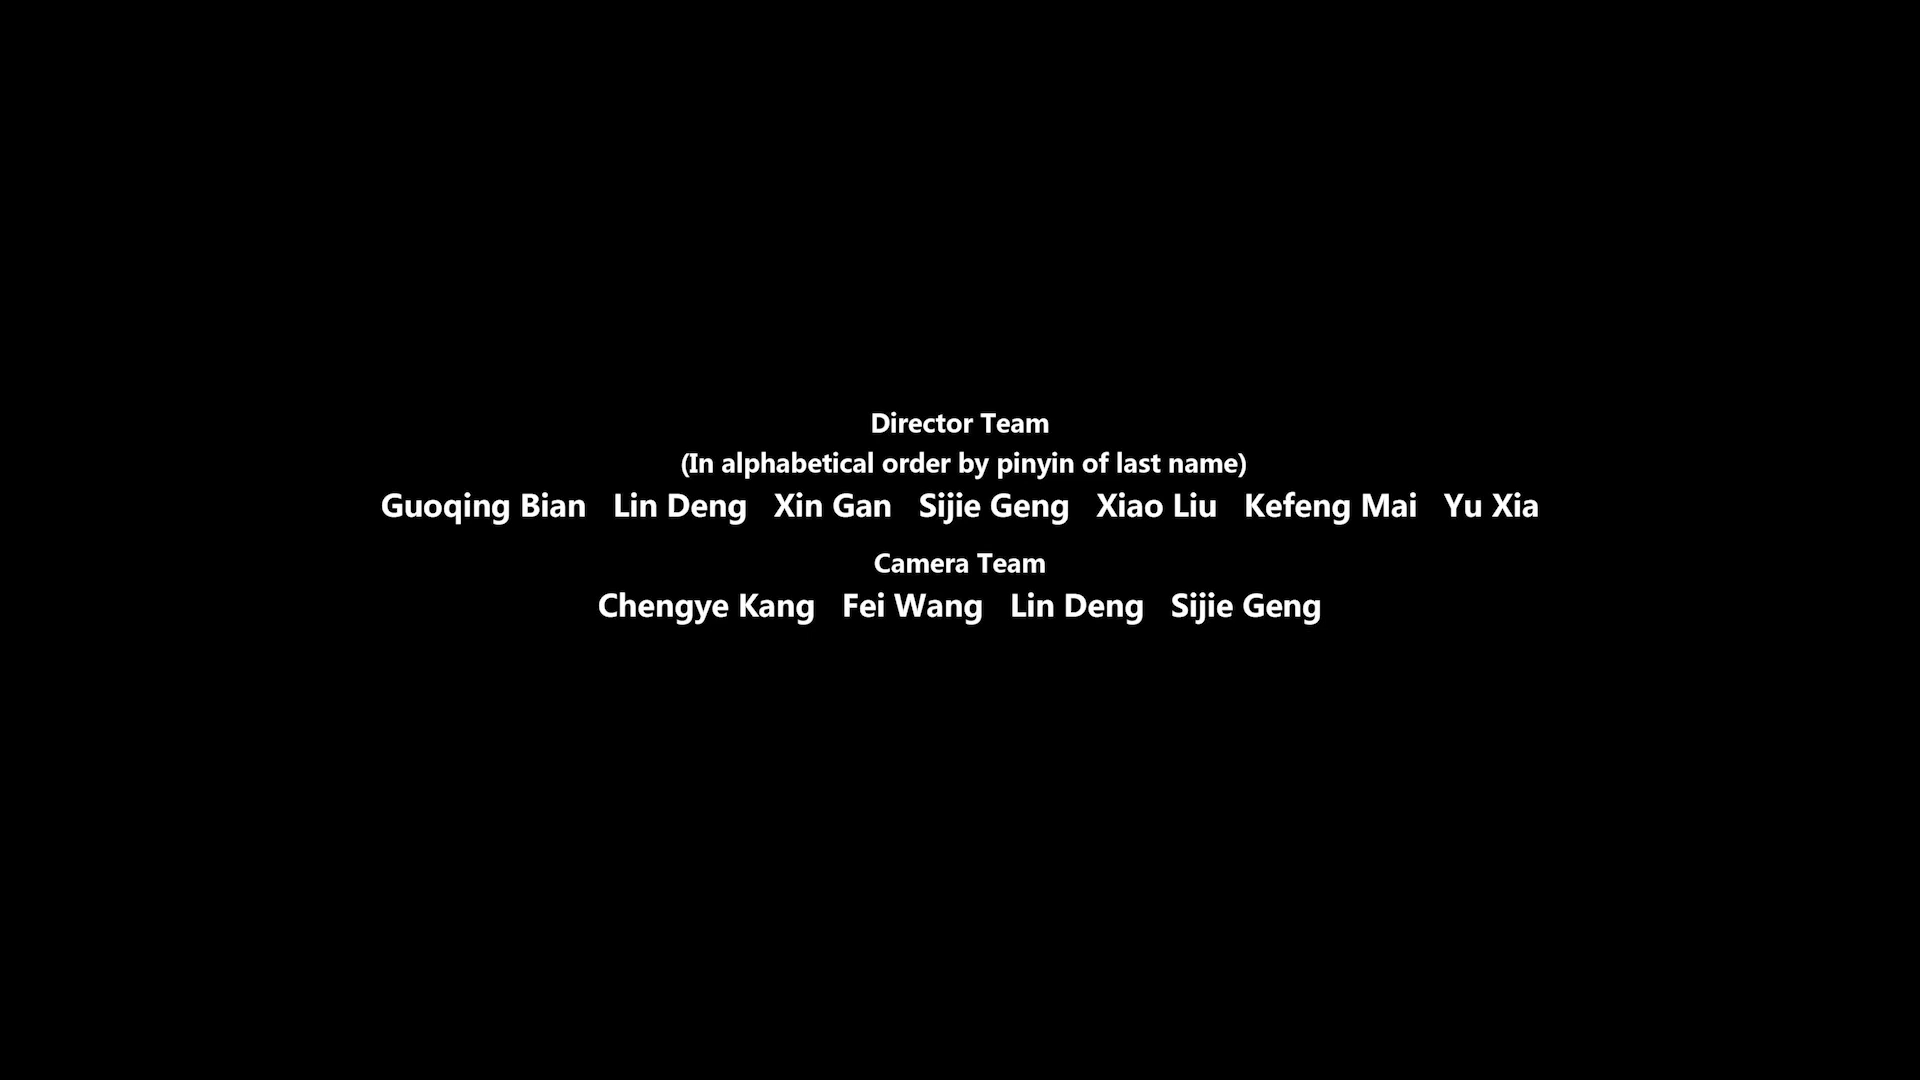 Director Team
(In alphabetical order by pinyin of last name)
Guoqing Bian Lin Deng Xin Gan Sijie Geng Xiao Liu Kefeng Mai Yu Xia
Camera Team
Chengye Kang Fei Wang Lin Deng Sijie Geng